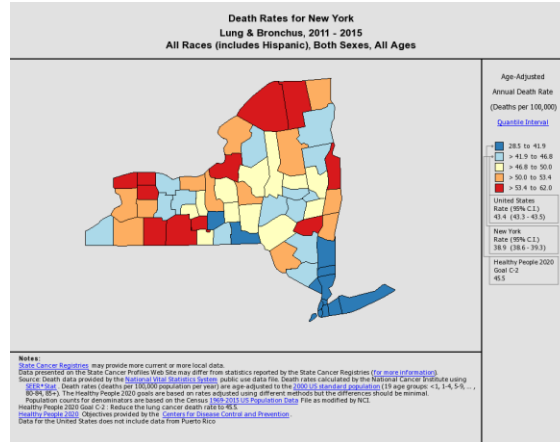 Death Rates for New York
Lung & Bronchus, 2011 - 2015
All Races (includes Hispanic), Both Sexes, All Ages
Age-Adjusted
Annual Death Rate
(Deaths per 100,000)
Quantile Interval
28.5 to 41.9
> 41.9 to 46.8
> 46.8 to 50.0
> 50.0 to 53.4
> 53.4 to 62.0
United States
Rate (95% C.I.)
43.4 (43.3 - 43.5)
New York
Rate (95% C.I.)
38.9 (38.6 - 39.3)
Healthy People 2020
Goal C-2
45.5
Notes:
State Cancer Registries may provide more current or more local data.
Data presented on the State Cancer Profiles Web Site may differ from statistics reported by the State Cancer Registries (for more information).
Source: Death data provided by the National Vital Statistics System public use data file. Death rates calculated by the National Cancer Institute using
SEER*Stat. Death rates (deaths per 100,000 population per year) are age-adjusted to the 2000 US standard population (19 age groups: <1, 1-4, 5-9, ... ,
80-84, 85+). The Healthy People 2020 goals are based on rates adjusted using different methods but the differences should be minimal.
Population counts for denominators are based on the Census 1969-2015 US Population Data File as modified by NCI.
Healthy People 2020 Goal C-2 : Reduce the lung cancer death rate to 45.5.
Healthy People 2020 Objectives provided by the Centers for Disease Control and Prevention.
Data for the United States does not include data from Puerto Rico